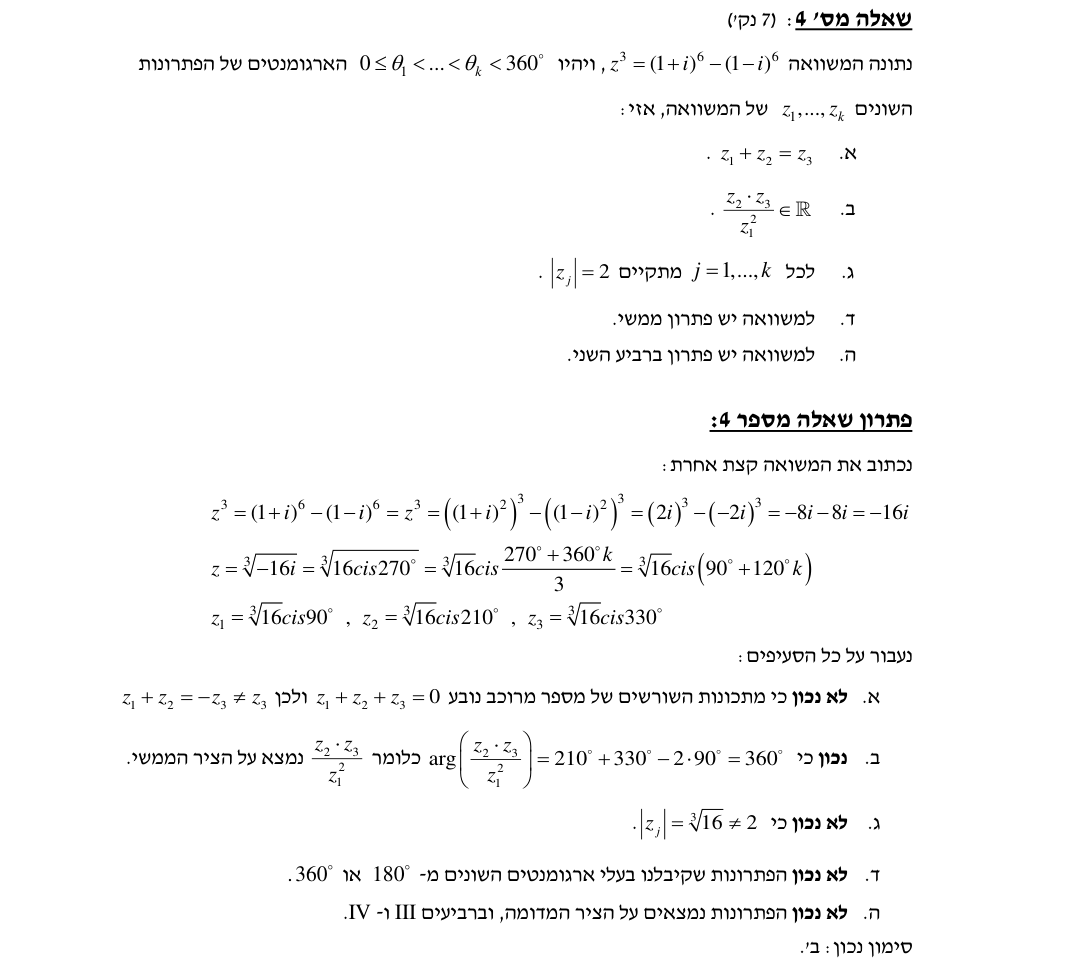 שאלה מס׳ 4 : (7 נק׳)
נתונה המשוואה z³ = (1+i)⁶ − (1−i)⁶ , ויהיו 0 ≤ θ₁ < ... < θₖ < 360° הארגומנטים של הפתרונות
השונים z₁,..., zₖ של המשוואה, אזי :
א. z₁ + z₂ = z₃ .
ב. \frac{z₂ · z₃}{z₁²} ∈ ℝ .
ג. לכל j = 1,...,k מתקיים |zⱼ| = 2 .
ד. למשוואה יש פתרון ממשי.
ה. למשוואה יש פתרון ברביע השני.
פתרון שאלה מספר 4:
נכתוב את המשואה קצת אחרת :
z³ = (1+i)⁶ − (1−i)⁶ = z³ = ((1+i)²)³ − ((1−i)²)³ = (2i)³ − (−2i)³ = −8i − 8i = −16i
z = ∛(−16i) = ∛(16cis270°) = ∛16 cis \frac{270° + 360°k}{3} = ∛16 cis(90° + 120°k)
z₁ = ∛16 cis90° , z₂ = ∛16 cis210° , z₃ = ∛16 cis330°
נעבור על כל הסעיפים :
א. לא נכון כי מתכונות השורשים של מספר מרוכב נובע z₁ + z₂ + z₃ = 0 ולכן z₁ + z₂ = −z₃ ≠ z₃
ב. נכון כי arg(\frac{z₂ · z₃}{z₁²}) = 210° + 330° − 2·90° = 360° כלומר \frac{z₂ · z₃}{z₁²} נמצא על הציר הממשי.
ג. לא נכון כי |zⱼ| = ∛16 ≠ 2 .
ד. לא נכון הפתרונות שקיבלנו בעלי ארגומנטים השונים מ- 180° או 360° .
ה. לא נכון הפתרונות נמצאים על הציר המדומה, וברביעים III ו- IV.
סימון נכון : ב׳.